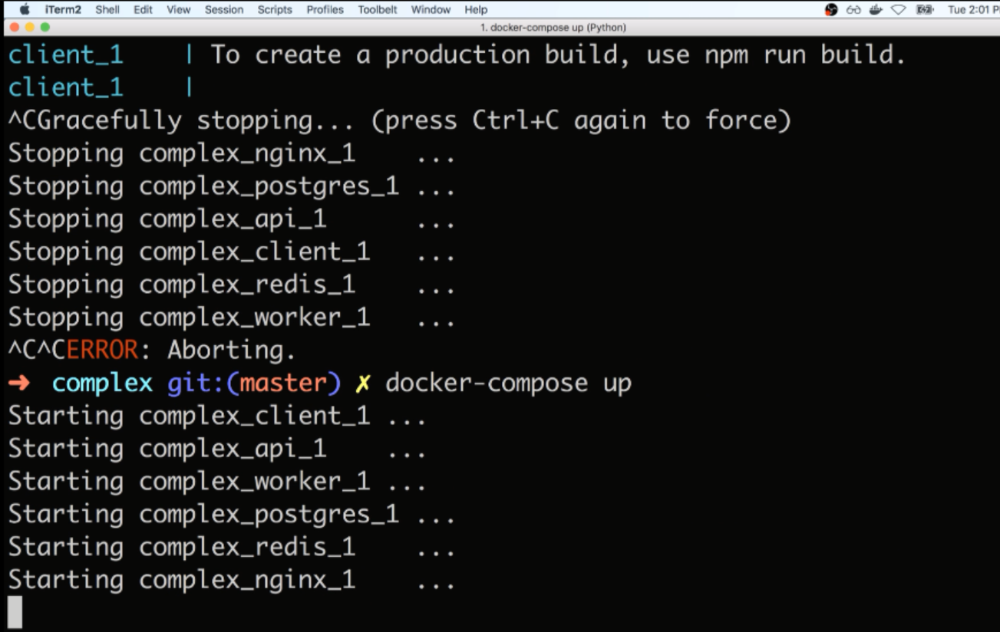 iTerm2 Shell Edit View Session Scripts Profiles Toolbelt Window Help Tue 2:01 P
1. docker-compose up (Python)
client_1    | To create a production build, use npm run build.
client_1    |
^CGracefully stopping... (press Ctrl+C again to force)
Stopping complex_nginx_1    ...
Stopping complex_postgres_1 ...
Stopping complex_api_1      ...
Stopping complex_client_1   ...
Stopping complex_redis_1    ...
Stopping complex_worker_1   ...
^C^CERROR: Aborting.
➜ complex git:(master) ✗ docker-compose up
Starting complex_client_1 ...
Starting complex_api_1    ...
Starting complex_worker_1 ...
Starting complex_postgres_1 ...
Starting complex_redis_1    ...
Starting complex_nginx_1    ...